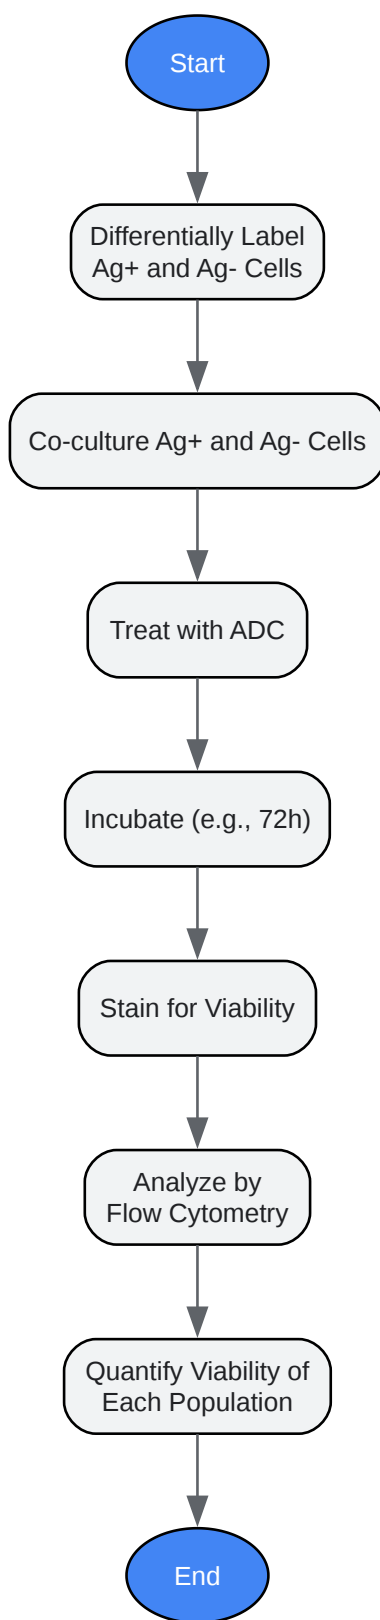 Start
Differentially Label
Ag+ and Ag- Cells
Co-culture Ag+ and Ag- Cells
Treat with ADC
Incubate (e.g., 72h)
Stain for Viability
Analyze by
Flow Cytometry
Quantify Viability of
Each Population
End